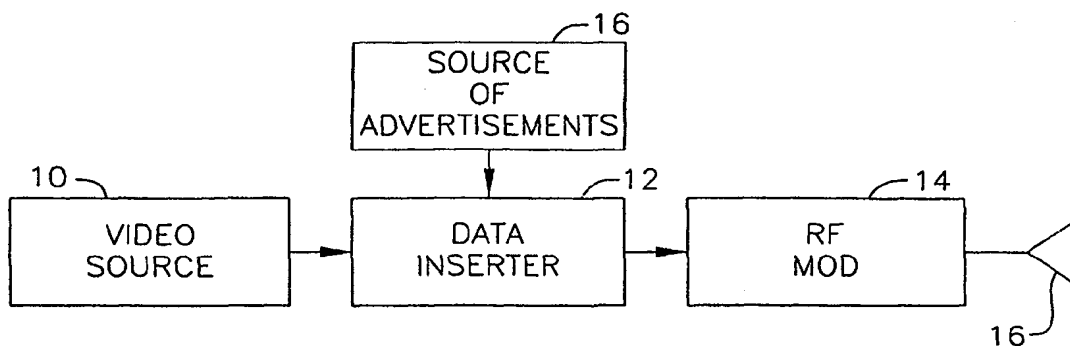 16
SOURCE
OF
ADVERTISEMENTS
10
12
14
VIDEO
SOURCE
DATA
INSERTER
RF
MOD
16